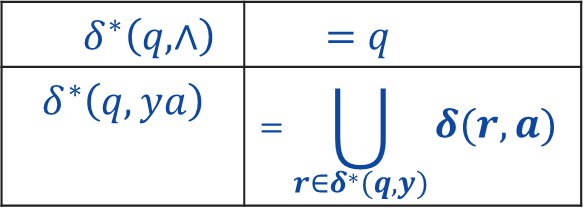 δ*(q,∧) = q
δ*(q, ya) = ⋃ δ(r, a)
r∈δ*(q,y)